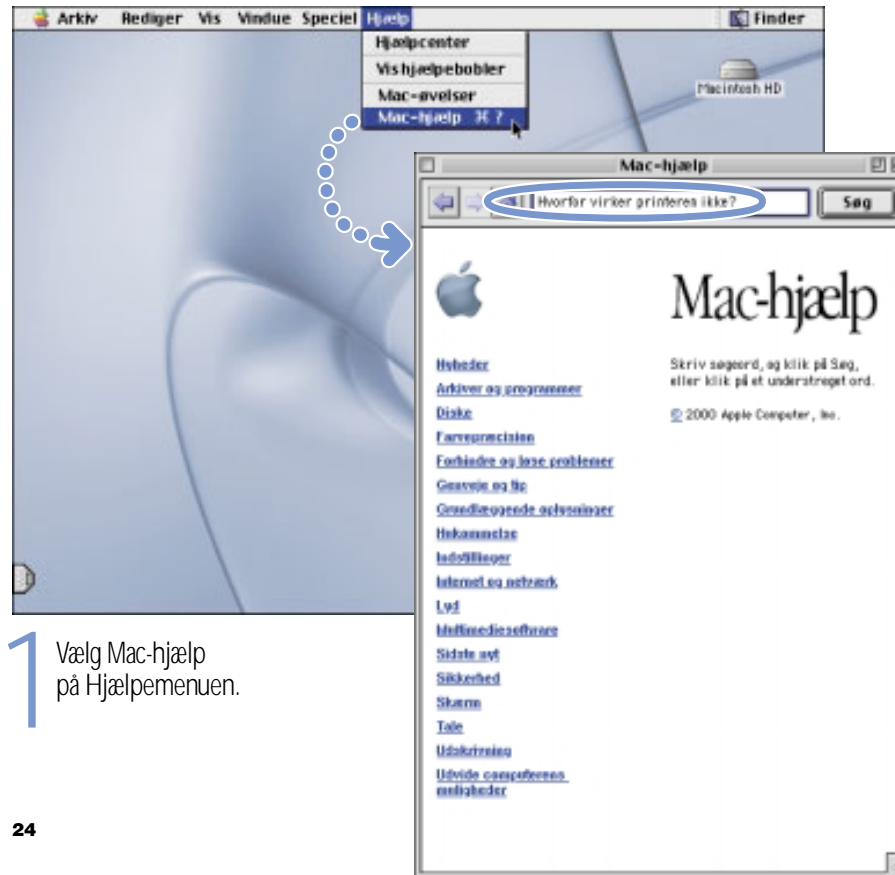 Arkiv Rediger Vis Vindue Speciel Hjælp Finder
Hjælpcenter
Vis hjælpebobler
Mac-øvelser
Mac-hjælp ⌘ ?
Macintosh HD
Mac-hjælp
Hvorfor virker printeren ikke?
Søg
Mac-hjælp
Skriv søgeord, og klik på Søg,
eller klik på et understreget ord.
© 2000 Apple Computer, Inc.
Nyheder
Arkiver og programmer
Diske
Farvepræcision
Forhindre og løse problemer
Genveje og tip
Grundlæggende oplysninger
Hukommelse
Indstillinger
Internet og netværk
Lyd
Multimediesoftware
Sidste nyt
Sikkerhed
Skærm
Tale
Udskrivning
Udvide computerens
muligheder
1
Vælg Mac-hjælp
på Hjælpemenuen.
24